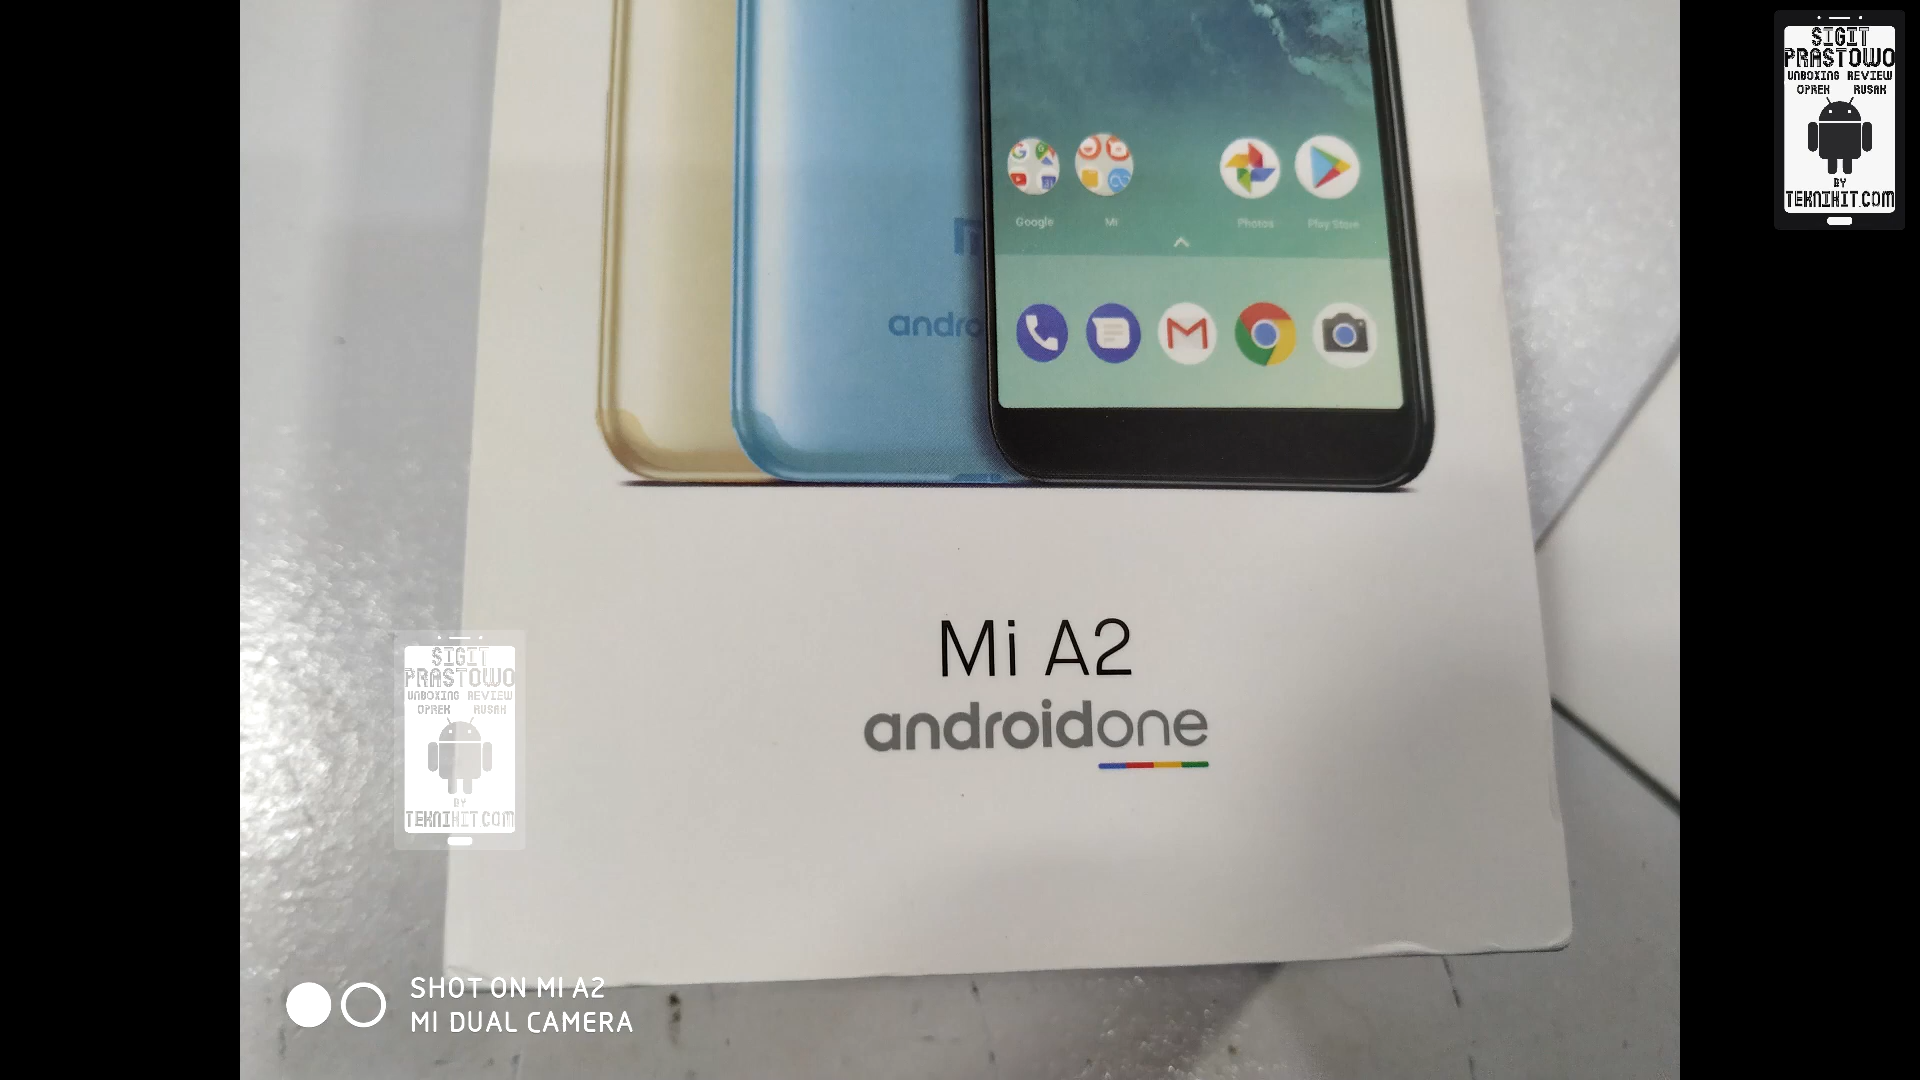 SIGIT
PRASTOWO
UNBOXING REVIEW
OPREK RUSAK
BY
TEKNIHIT.COM
Google
Mi
Photos
Play Store
andro
Mi A2
androidone
SIGIT
PRASTOWO
UNBOXING REVIEW
OPREK RUSAK
BY
TEKNIHIT.COM
SHOT ON MI A2
MI DUAL CAMERA